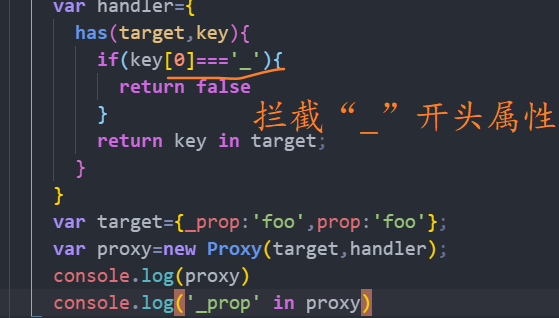 var handler={
has(target,key){
if(key[0]==='_'){
return false
}
拦截“_”开头属性
return key in target;
}
}
var target={_prop:'foo',prop:'foo'};
var proxy=new Proxy(target,handler);
console.log(proxy)
console.log('_prop' in proxy)